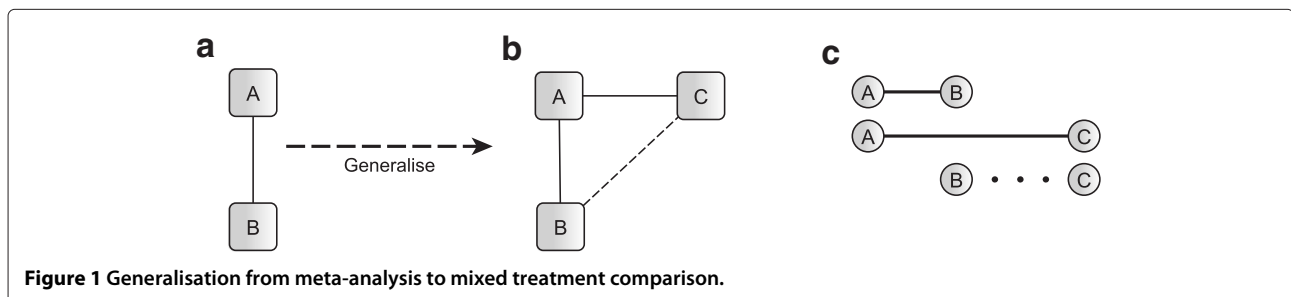 a
b
c
A
B
Generalise
A
C
B
A B
A C
B C
Figure 1 Generalisation from meta-analysis to mixed treatment comparison.